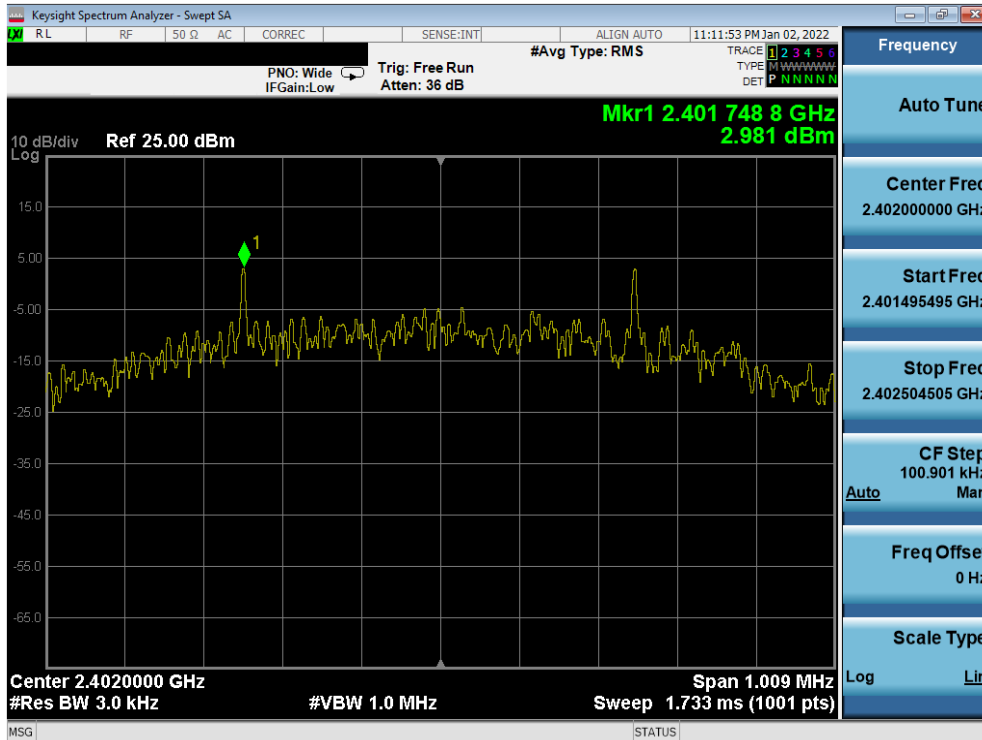 Keysight Spectrum Analyzer - Swept SA
LXI RL RF 50 Ω AC CORREC SENSE:INT ALIGN AUTO 11:11:53 PM Jan 02, 2022
PNO: Wide
IFGain:Low
Trig: Free Run
Atten: 36 dB
#Avg Type: RMS
TRACE 1 2 3 4 5 6
TYPE M WWWWW
DET P N N N N N
Mkr1 2.401 748 8 GHz
2.981 dBm
10 dB/div Ref 25.00 dBm
Log
15.0
5.00
-5.00
-15.0
-25.0
-35.0
-45.0
-55.0
-65.0
1
Center 2.4020000 GHz Span 1.009 MHz
#Res BW 3.0 kHz #VBW 1.0 MHz Sweep 1.733 ms (1001 pts)
MSG STATUS
Frequency
Auto Tune
Center Freq
2.402000000 GHz
Start Freq
2.401495495 GHz
Stop Freq
2.402504505 GHz
CF Step
100.901 kHz
Auto Man
Freq Offset
0 Hz
Scale Type
Log Lin